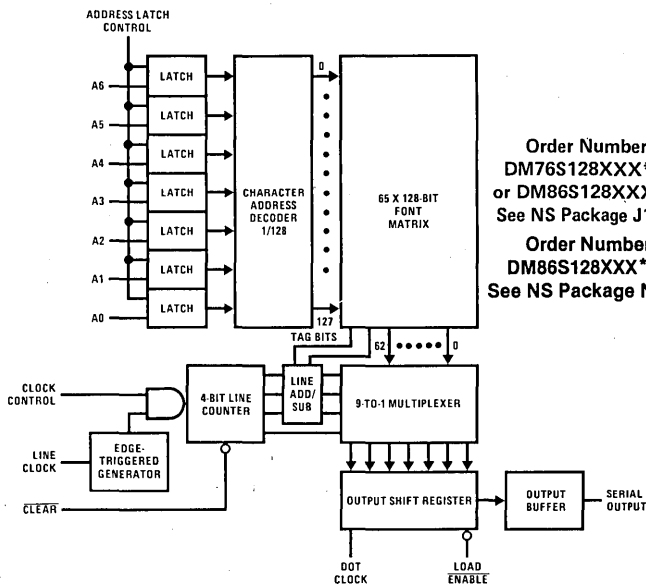 ADDRESS LATCH
CONTROL
A6
LATCH
A5
LATCH
A4
LATCH
A3
LATCH
A2
LATCH
A1
LATCH
A0
LATCH
CHARACTER
ADDRESS
DECODER
1/128
0
127
65 X 128-BIT
FONT
MATRIX
Order Number
DM76S128XXX*
or DM86S128XXX
See NS Package J1
Order Number
DM86S128XXX*
See NS Package N
TAG BITS
62
0
CLOCK
CONTROL
LINE
CLOCK
EDGE-
TRIGGERED
GENERATOR
CLEAR
4-BIT LINE
COUNTER
LINE
ADD/
SUB
9-TO-1 MULTIPLEXER
OUTPUT SHIFT REGISTER
OUTPUT
BUFFER
SERIAL
OUTPUT
DOT
CLOCK
LOAD
ENABLE